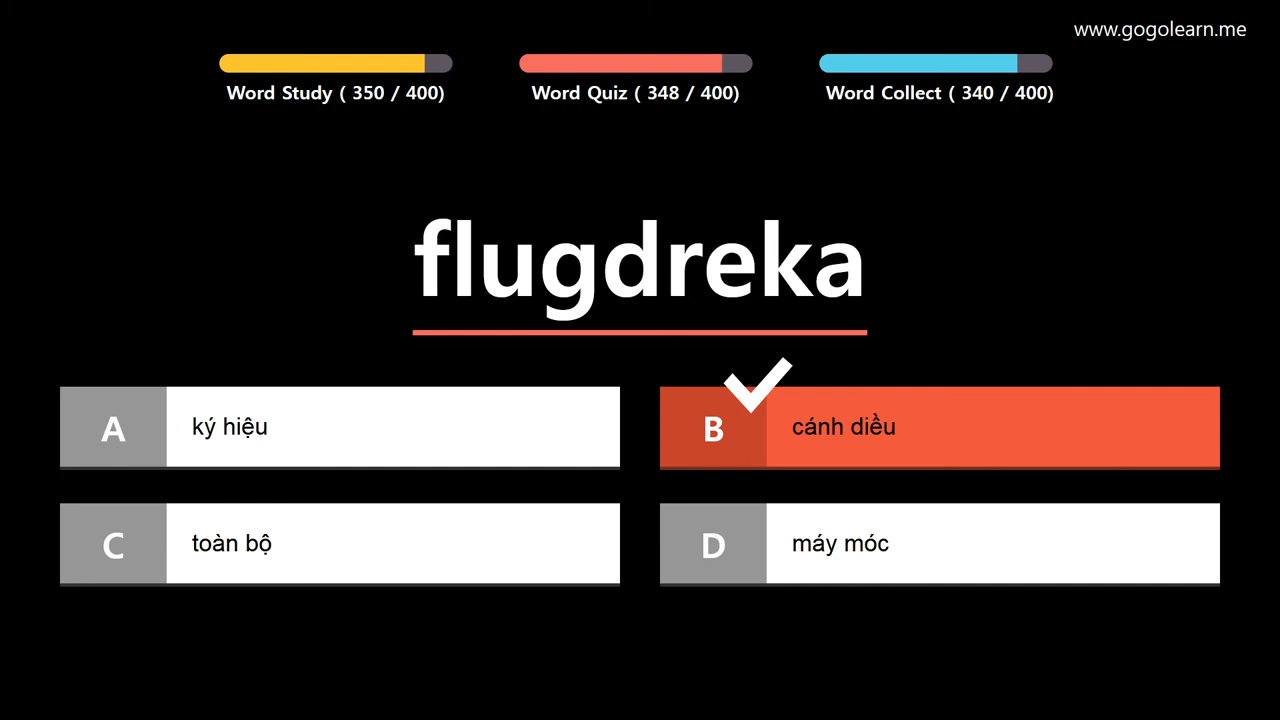 www.gogolearn.me
Word Study ( 350 / 400)
Word Quiz ( 348 / 400)
Word Collect ( 340 / 400)
flugdreka
A
ký hiệu
B
cánh diều
C
toàn bộ
D
máy móc